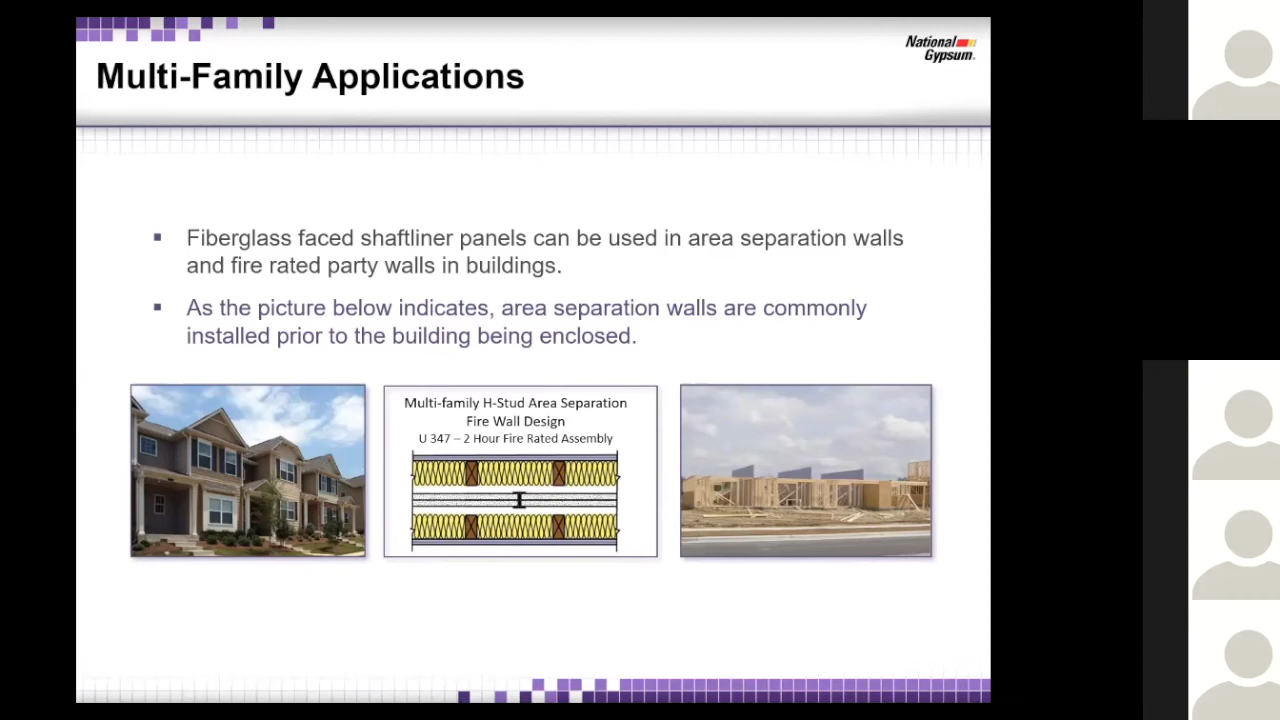 National
Gypsum.
Multi-Family Applications
Fiberglass faced shaftliner panels can be used in area separation walls
and fire rated party walls in buildings.
As the picture below indicates, area separation walls are commonly
installed prior to the building being enclosed.
Multi-family H-Stud Area Separation
Fire Wall Design
U 347 – 2 Hour Fire Rated Assembly